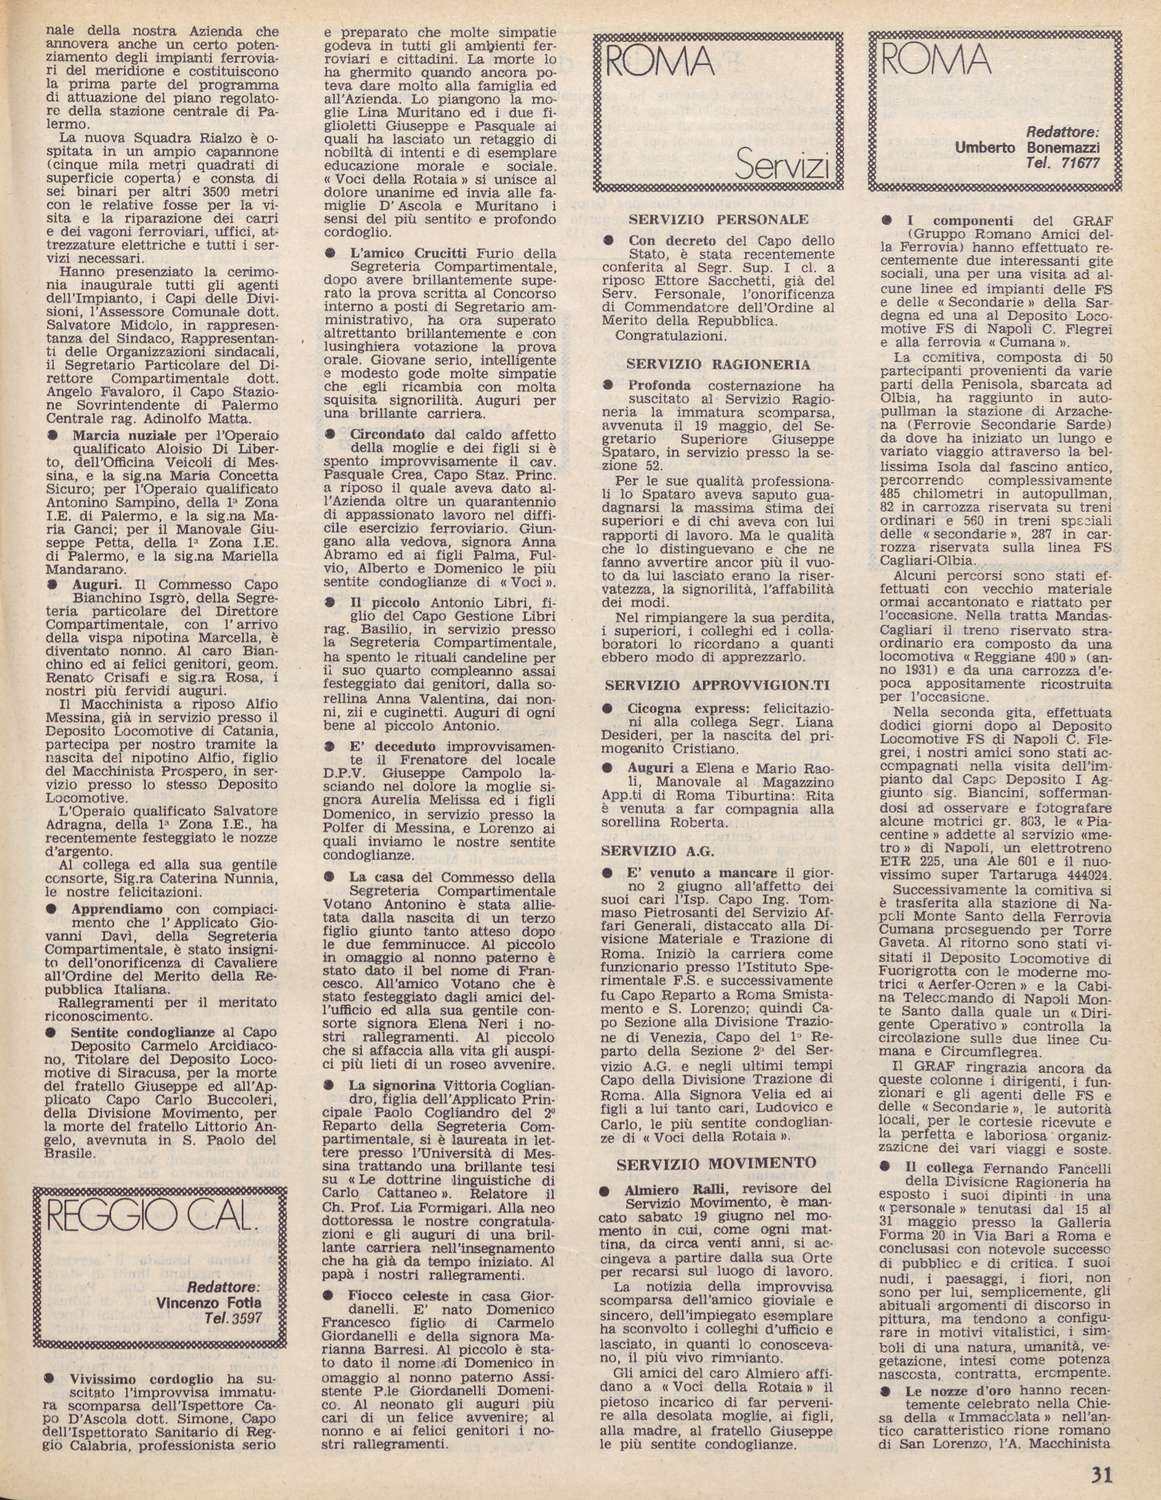 nale della nostra Azienda che
annovera anche un certo poten-
ziamento degli impianti ferrovia-
ri del meridione e costituiscono
la prima parte del programma
di attuazione del piano regolato-
re della stazione centrale di Pa-
lermo.
La nuova Squadra Rialzo è o-
spitata in un ampio capannone
(cinque mila metri quadrati di
superficie coperta) e consta di
sei binari per altri 3500 metri
con le relative fosse per la vi-
sita e la riparazione dei carri
e dei vagoni ferroviari, uffici, at-
trezzature elettriche e tutti i ser-
vizi necessari.
Hanno presenziato la cerimo-
nia inaugurale tutti gli agenti
dell'Impianto, i Capi delle Divi-
sioni, l'Assessore Comunale dott.
Salvatore Midolo, in rappresen-
tanza del Sindaco, Rappresentan-
ti delle Organizzazioni sindacali,
il Segretario Particolare del Di-
rettore Compartimentale dott.
Angelo Favaloro, il Capo Stazio-
ne Sovrintendente di Palermo
Centrale rag. Adinolfo Matta.
● Marcia nuziale per l'Operaio
qualificato Aloisio Di Liber-
to, dell'Officina Veicoli di Mes-
sina, e la sig.na Maria Concetta
Sicuro; per l'Operaio qualificato
Antonino Sampino, della 1ª Zona
I.E. di Palermo, e la sig.na Ma-
ria Ganci; per il Manovale Giu-
seppe Petta, della 1ª Zona I.E.
di Palermo, e la sig.na Mariella
Mandarano.
● Auguri. Il Commesso Capo
Bianchino Isgrò, della Segre-
teria particolare del Direttore
Compartimentale, con l'arrivo
della vispa nipotina Marcella, è
diventato nonno. Al caro Bian-
chino ed ai felici genitori, geom.
Renato Crisafi e sig.ra Rosa, i
nostri più fervidi auguri.
Il Macchinista a riposo Alfio
Messina, già in servizio presso il
Deposito Locomotive di Catania,
partecipa per nostro tramite la
nascita del nipotino Alfio, figlio
del Macchinista Prospero, in ser-
vizio presso lo stesso Deposito
Locomotive.
L'Operaio qualificato Salvatore
Adragna, della 1ª Zona I.E., ha
recentemente festeggiato le nozze
d'argento.
Al collega ed alla sua gentile
consorte, Sig.ra Caterina Nunnia,
le nostre felicitazioni.
● Apprendiamo con compiaci-
mento che l'Applicato Gio-
vanni Davì, della Segreteria
Compartimentale, è stato insigni-
to dell'onorificenza di Cavaliere
all'Ordine del Merito della Re-
pubblica Italiana.
Rallegramenti per il meritato
riconoscimento.
● Sentite condoglianze al Capo
Deposito Carmelo Arcidiaco-
no, Titolare del Deposito Loco-
motive di Siracusa, per la morte
del fratello Giuseppe ed all'Ap-
plicato Capo Carlo Buccoleri,
della Divisione Movimento, per
la morte del fratello Littorio An-
gelo, avevnuta in S. Paolo del
Brasile.
REGGIO CAL.
Redattore:
Vincenzo Fotia
Tel. 3597
● Vivissimo cordoglio ha su-
scitato l'improvvisa immatu-
ra scomparsa dell'Ispettore Ca-
po D'Ascola dott. Simone, Capo
dell'Ispettorato Sanitario di Reg-
gio Calabria, professionista serio
e preparato che molte simpatie
godeva in tutti gli ambienti fer-
roviari e cittadini. La morte lo
ha ghermito quando ancora po-
teva dare molto alla famiglia ed
all'Azienda. Lo piangono la mo-
glie Lina Muritano ed i due fi-
glioletti Giuseppe e Pasquale ai
quali ha lasciato un retaggio di
nobiltà di intenti e di esemplare
educazione morale e sociale.
« Voci della Rotaia » si unisce al
dolore unanime ed invia alle fa-
miglie D'Ascola e Muritano i
sensi del più sentito e profondo
cordoglio.
● L'amico Crucitti Furio della
Segreteria Compartimentale,
dopo avere brillantemente supe-
rato la prova scritta al Concorso
interno a posti di Segretario am-
ministrativo, ha ora superato
altrettanto brillantemente e con
lusinghiera votazione la prova
orale. Giovane serio, intelligente
e modesto gode molte simpatie
che egli ricambia con molta
squisita signorilità. Auguri per
una brillante carriera.
● Circondato dal caldo affetto
della moglie e dei figli si è
spento improvvisamente il cav.
Pasquale Crea, Capo Staz. Princ.
a riposo il quale aveva dato al-
l'Azienda oltre un quarantennio
di appassionato lavoro nel diffi-
cile esercizio ferroviario. Giun-
gano alla vedova, signora Anna
Abramo ed ai figli Palma, Ful-
vio, Alberto e Domenico le più
sentite condoglianze di « Voci ».
● Il piccolo Antonio Libri, fi-
glio del Capo Gestione Libri
rag. Basilio, in servizio presso
la Segreteria Compartimentale,
ha spento le rituali candeline per
il suo quarto compleanno assai
festeggiato dai genitori, dalla so-
rellina Anna Valentina, dai non-
ni, zii e cuginetti. Auguri di ogni
bene al piccolo Antonio.
● E' deceduto improvvisamen-
te il Frenatore del locale
D.P.V. Giuseppe Campolo la-
sciando nel dolore la moglie si-
gnora Aurelia Melissa ed i figli
Domenico, in servizio presso la
Polfer di Messina, e Lorenzo ai
quali inviamo le nostre sentite
condoglianze.
● La casa del Commesso della
Segreteria Compartimentale
Votano Antonino è stata allie-
tata dalla nascita di un terzo
figlio giunto tanto atteso dopo
le due femminucce. Al piccolo
in omaggio al nonno paterno è
stato dato il bel nome di Fran-
cesco. All'amico Votano che è
stato festeggiato dagli amici del-
l'ufficio ed alla sua gentile con-
sorte signora Elena Neri i no-
stri rallegramenti. Al piccolo
che si affaccia alla vita gli auspi-
ci più lieti di un roseo avvenire.
● La signorina Vittoria Coglian-
dro, figlia dell'Applicato Prin-
cipale Paolo Cogliandro del 2º
Reparto della Segreteria Com-
partimentale, si è laureata in let-
tere presso l'Università di Mes-
sina trattando una brillante tesi
su « Le dottrine linguistiche di
Carlo Cattaneo ». Relatore il
Ch. Prof. Lia Formigari. Alla neo
dottoressa le nostre congratula-
zioni e gli auguri di una bril-
lante carriera nell'insegnamento
che ha già da tempo iniziato. Al
papà i nostri rallegramenti.
● Fiocco celeste in casa Gior-
danelli. E' nato Domenico
Francesco figlio di Carmelo
Giordanelli e della signora Ma-
rianna Barresi. Al piccolo è sta-
to dato il nome di Domenico in
omaggio al nonno paterno Assi-
stente P.le Giordanelli Domeni-
co. Al neonato gli auguri più
cari di un felice avvenire; al
nonno e ai felici genitori i no-
stri rallegramenti.
ROMA
Servizi
SERVIZIO PERSONALE
● Con decreto del Capo dello
Stato, è stata recentemente
conferita al Segr. Sup. I cl. a
riposo Ettore Sacchetti, già del
Serv. Personale, l'onorificenza
di Commendatore dell'Ordine al
Merito della Repubblica.
Congratulazioni.
SERVIZIO RAGIONERIA
● Profonda costernazione ha
suscitato al Servizio Ragio-
neria la immatura scomparsa,
avvenuta il 19 maggio, del Se-
gretario Superiore Giuseppe
Spataro, in servizio presso la se-
zione 52.
Per le sue qualità professiona-
li lo Spataro aveva saputo gua-
dagnarsi la massima stima dei
superiori e di chi aveva con lui
rapporti di lavoro. Ma le qualità
che lo distinguevano e che ne
fanno avvertire ancor più il vuo-
to da lui lasciato erano la riser-
vatezza, la signorilità, l'affabilità
dei modi.
Nel rimpiangere la sua perdita,
i superiori, i colleghi ed i colla-
boratori lo ricordano a quanti
ebbero modo di apprezzarlo.
SERVIZIO APPROVVIGION.TI
● Cicogna express: felicitazio-
ni alla collega Segr. Liana
Desideri, per la nascita del pri-
mogenito Cristiano.
● Auguri a Elena e Mario Rao-
li, Manovale al Magazzino
App.ti di Roma Tiburtina: Rita
è venuta a far compagnia alla
sorellina Roberta.
SERVIZIO A.G.
● E' venuto a mancare il gior-
no 2 giugno all'affetto dei
suoi cari l'Isp. Capo Ing. Tom-
maso Pietrosanti del Servizio Af-
fari Generali, distaccato alla Di-
visione Materiale e Trazione di
Roma. Iniziò la carriera come
funzionario presso l'Istituto Spe-
rimentale F.S. e successivamente
fu Capo Reparto a Roma Smista-
mento e S. Lorenzo; quindi Ca-
po Sezione alla Divisione Trazio-
ne di Venezia, Capo del 1º Re-
parto della Sezione 2ª del Ser-
vizio A.G. e negli ultimi tempi
Capo della Divisione Trazione di
Roma. Alla Signora Velia ed ai
figli a lui tanto cari, Ludovico e
Carlo, le più sentite condoglian-
ze di « Voci della Rotaia ».
SERVIZIO MOVIMENTO
● Almiero Ralli, revisore del
Servizio Movimento, è man-
cato sabato 19 giugno nel mo-
mento in cui, come ogni mat-
tina, da circa venti anni, si ac-
cingeva a partire dalla sua Orte
per recarsi sul luogo di lavoro.
La notizia della improvvisa
scomparsa dell'amico gioviale e
sincero, dell'impiegato esemplare
ha sconvolto i colleghi d'ufficio e
lasciato, in quanti lo conosceva-
no, il più vivo rimpianto.
Gli amici del caro Almiero affi-
dano a « Voci della Rotaia » il
pietoso incarico di far perveni-
re alla desolata moglie, ai figli,
alla madre, al fratello Giuseppe
le più sentite condoglianze.
ROMA
Redattore:
Umberto Bonemazzi
Tel. 71677
● I componenti del GRAF
(Gruppo Romano Amici del-
la Ferrovia) hanno effettuato re-
centemente due interessanti gite
sociali, una per una visita ad al-
cune linee ed impianti delle FS
e delle « Secondarie » della Sar-
degna ed una al Deposito Loco-
motive FS di Napoli C. Flegrei
e alla ferrovia « Cumana ».
La comitiva, composta di 50
partecipanti provenienti da varie
parti della Penisola, sbarcata ad
Olbia, ha raggiunto in auto-
pullman la stazione di Arzache-
na (Ferrovie Secondarie Sarde)
da dove ha iniziato un lungo e
variato viaggio attraverso la bel-
lissima Isola dal fascino antico,
percorrendo complessivamente
485 chilometri in autopullman,
82 in carrozza riservata su treni
ordinari e 560 in treni speciali
delle « secondarie », 287 in car-
rozza riservata sulla linea FS
Cagliari-Olbia.
Alcuni percorsi sono stati ef-
fettuati con vecchio materiale
ormai accantonato e riattato per
l'occasione. Nella tratta Mandas-
Cagliari il treno riservato stra-
ordinario era composto da una
locomotiva « Reggiane 400 » (an-
no 1931) e da una carrozza d'e-
poca appositamente ricostruita
per l'occasione.
Nella seconda gita, effettuata
dodici giorni dopo al Deposito
Locomotive FS di Napoli C. Fle-
grei, i nostri amici sono stati ac-
compagnati nella visita dell'im-
pianto dal Capo Deposito I Ag-
giunto sig. Biancini, sofferman-
dosi ad osservare e fotografare
alcune motrici gr. 803, le « Pia-
centine » addette al servizio «me-
tro » di Napoli, un elettrotreno
ETR 225, una Ale 601 e il nuo-
vissimo super Tartaruga 444024.
Successivamente la comitiva si
è trasferita alla stazione di Na-
poli Monte Santo della Ferrovia
Cumana proseguendo per Torre
Gaveta. Al ritorno sono stati vi-
sitati il Deposito Locomotive di
Fuorigrotta con le moderne mo-
trici « Aerfer-Ocren » e la Cabi-
na Telecomando di Napoli Mon-
te Santo dalla quale un « Diri-
gente Operativo » controlla la
circolazione sulle due linee Cu-
mana e Circumflegrea.
Il GRAF ringrazia ancora da
queste colonne i dirigenti, i fun-
zionari e gli agenti delle FS e
delle « Secondarie », le autorità
locali, per le cortesie ricevute e
la perfetta e laboriosa organiz-
zazione dei vari viaggi e soste.
● Il collega Fernando Fancelli
della Divisione Ragioneria ha
esposto i suoi dipinti in una
« personale » tenutasi dal 15 al
31 maggio presso la Galleria
Forma 20 in Via Bari a Roma e
conclusasi con notevole successo
di pubblico e di critica. I suoi
nudi, i paesaggi, i fiori, non
sono per lui, semplicemente, gli
abituali argomenti di discorso in
pittura, ma tendono a configu-
rare in motivi vitalistici, i sim-
boli di una natura, umanità, ve-
getazione, intesi come potenza
nascosta, contratta, erompente.
● Le nozze d'oro hanno recen-
temente celebrato nella Chie-
sa della « Immacolata » nell'an-
tico caratteristico rione romano
di San Lorenzo, l'A. Macchinista
31